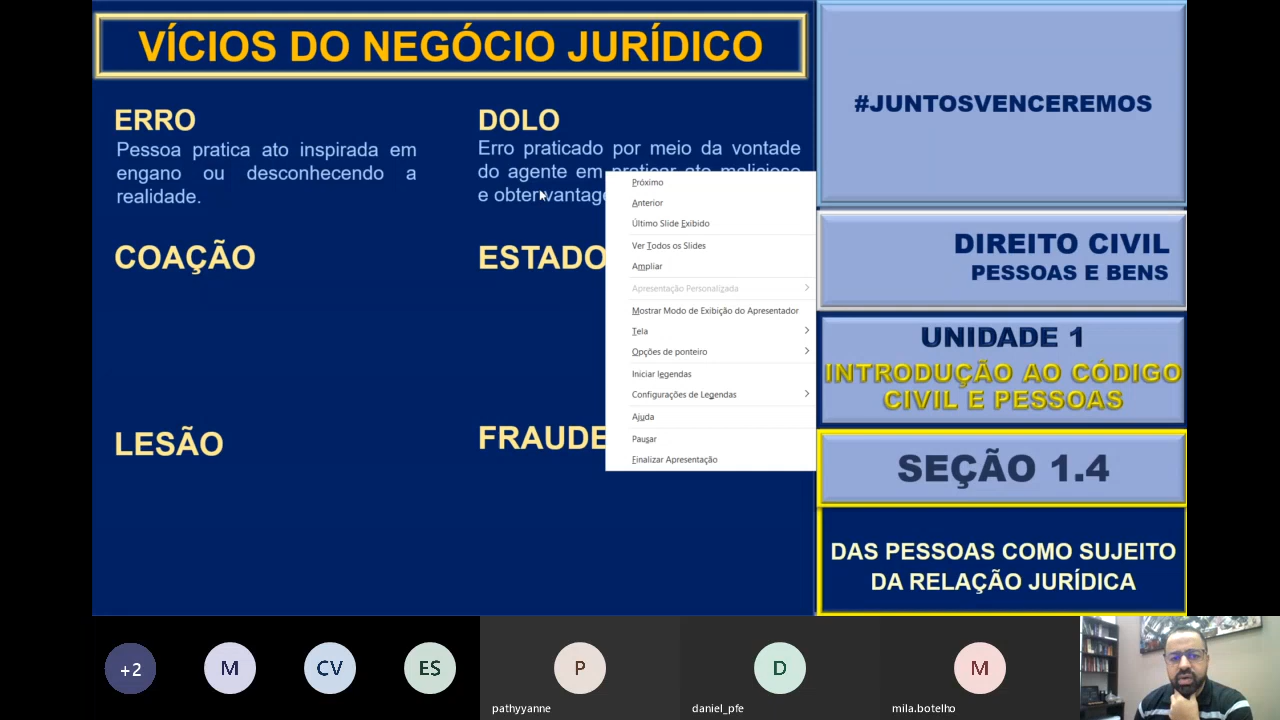 VÍCIOS DO NEGÓCIO JURÍDICO
ERRO
Pessoa pratica ato inspirada em
engano ou desconhecendo a
realidade.
DOLO
Erro praticado por meio da vontade
do agente em praticar ato malicioso
e obter vantage
COAÇÃO
ESTADO
LESÃO
FRAUDE
Próximo
Anterior
Último Slide Exibido
Ver Todos os Slides
Ampliar
Apresentação Personalizada
Mostrar Modo de Exibição do Apresentador
Tela
Opções de ponteiro
Iniciar legendas
Configurações de Legendas
Ajuda
Pausar
Finalizar Apresentação
#JUNTOSVENCEREMOS
DIREITO CIVIL
PESSOAS E BENS
UNIDADE 1
INTRODUÇÃO AO CÓDIGO
CIVIL E PESSOAS
SEÇÃO 1.4
DAS PESSOAS COMO SUJEITO
DA RELAÇÃO JURÍDICA
+2
M
CV
ES
P
pathyyanne
D
daniel_pfe
M
mila.botelho